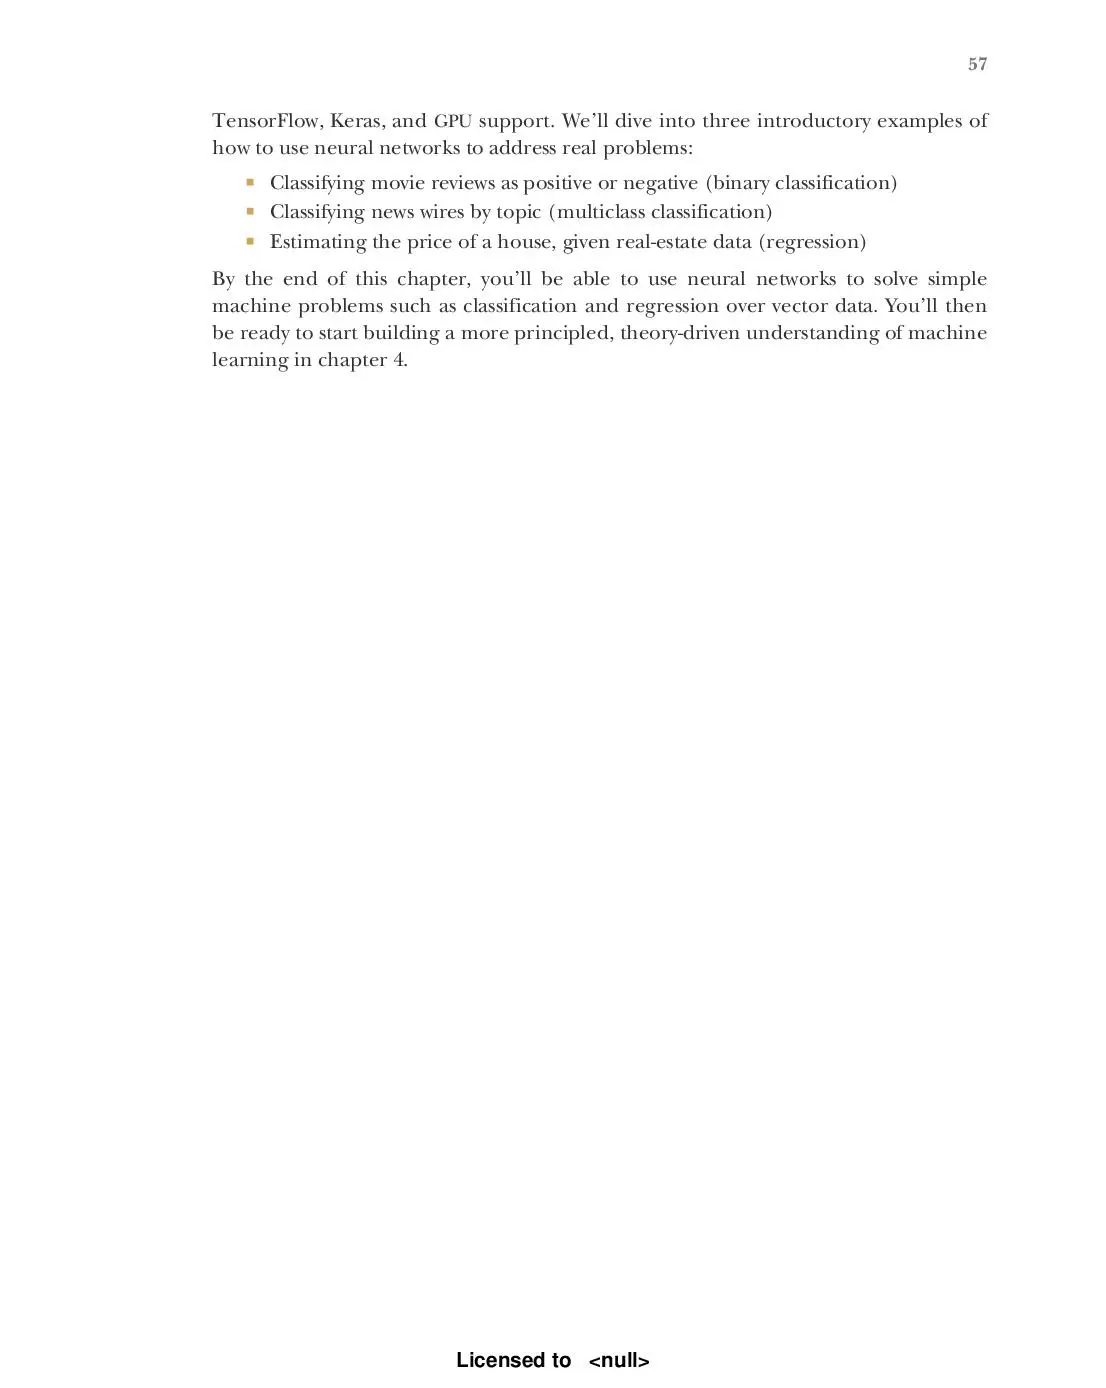 57
TensorFlow, Keras, and GPU support. We’ll dive into three introductory examples of
how to use neural networks to address real problems:
▪ Classifying movie reviews as positive or negative (binary classification)
▪ Classifying news wires by topic (multiclass classification)
▪ Estimating the price of a house, given real-estate data (regression)
By the end of this chapter, you’ll be able to use neural networks to solve simple
machine problems such as classification and regression over vector data. You’ll then
be ready to start building a more principled, theory-driven understanding of machine
learning in chapter 4.
Licensed to <null>